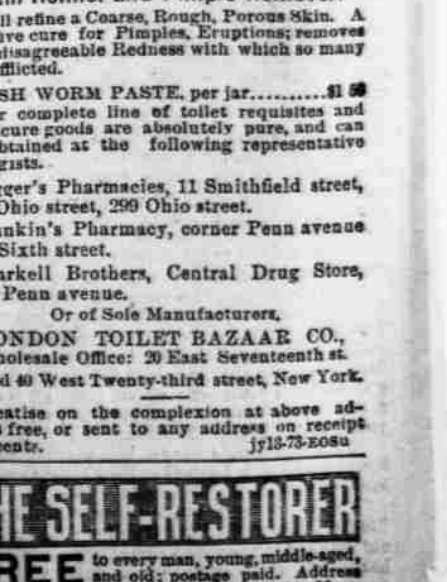 ll refine a Coarse, Rough, Porous Skin. A
ve cure for Pimples, Eruptions; removes
disagreeable Redness with which so many
fflicted.
SH WORM PASTE, per jar..........$1 50
r complete line of toilet requisites and
cure goods are absolutely pure, and can
btained at the following representative
gists.
ger's Pharmacies, 11 Smithfield street,
Ohio street, 299 Ohio street.
nkin's Pharmacy, corner Penn avenue
Sixth street.
arkell Brothers, Central Drug Store,
Penn avenue.
Or of Sole Manufacturers,
ONDON TOILET BAZAAR CO.,
holesale Office: 20 East Seventeenth st.
d 40 West Twenty-third street, New York.
eatise on the complexion at above ad-
free, or sent to any address on receipt
cents. jy13-73-EOSu
HE SELF-RESTORER
REE to every man, young, middle-aged,
and old; postage paid. Address